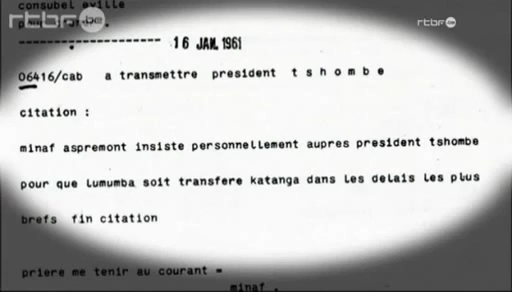 consubel eville
rtbf.be
rtbf.be
16 JAN. 1961
06416/cab a transmettre president t s h o m b e
citation :
minaf aspremont insiste personnellement aupres president tshombe
pour que lumumba soit transfere katanga dans les delais les plus
brefs fin citation
priere me tenir au courant =
minaf .